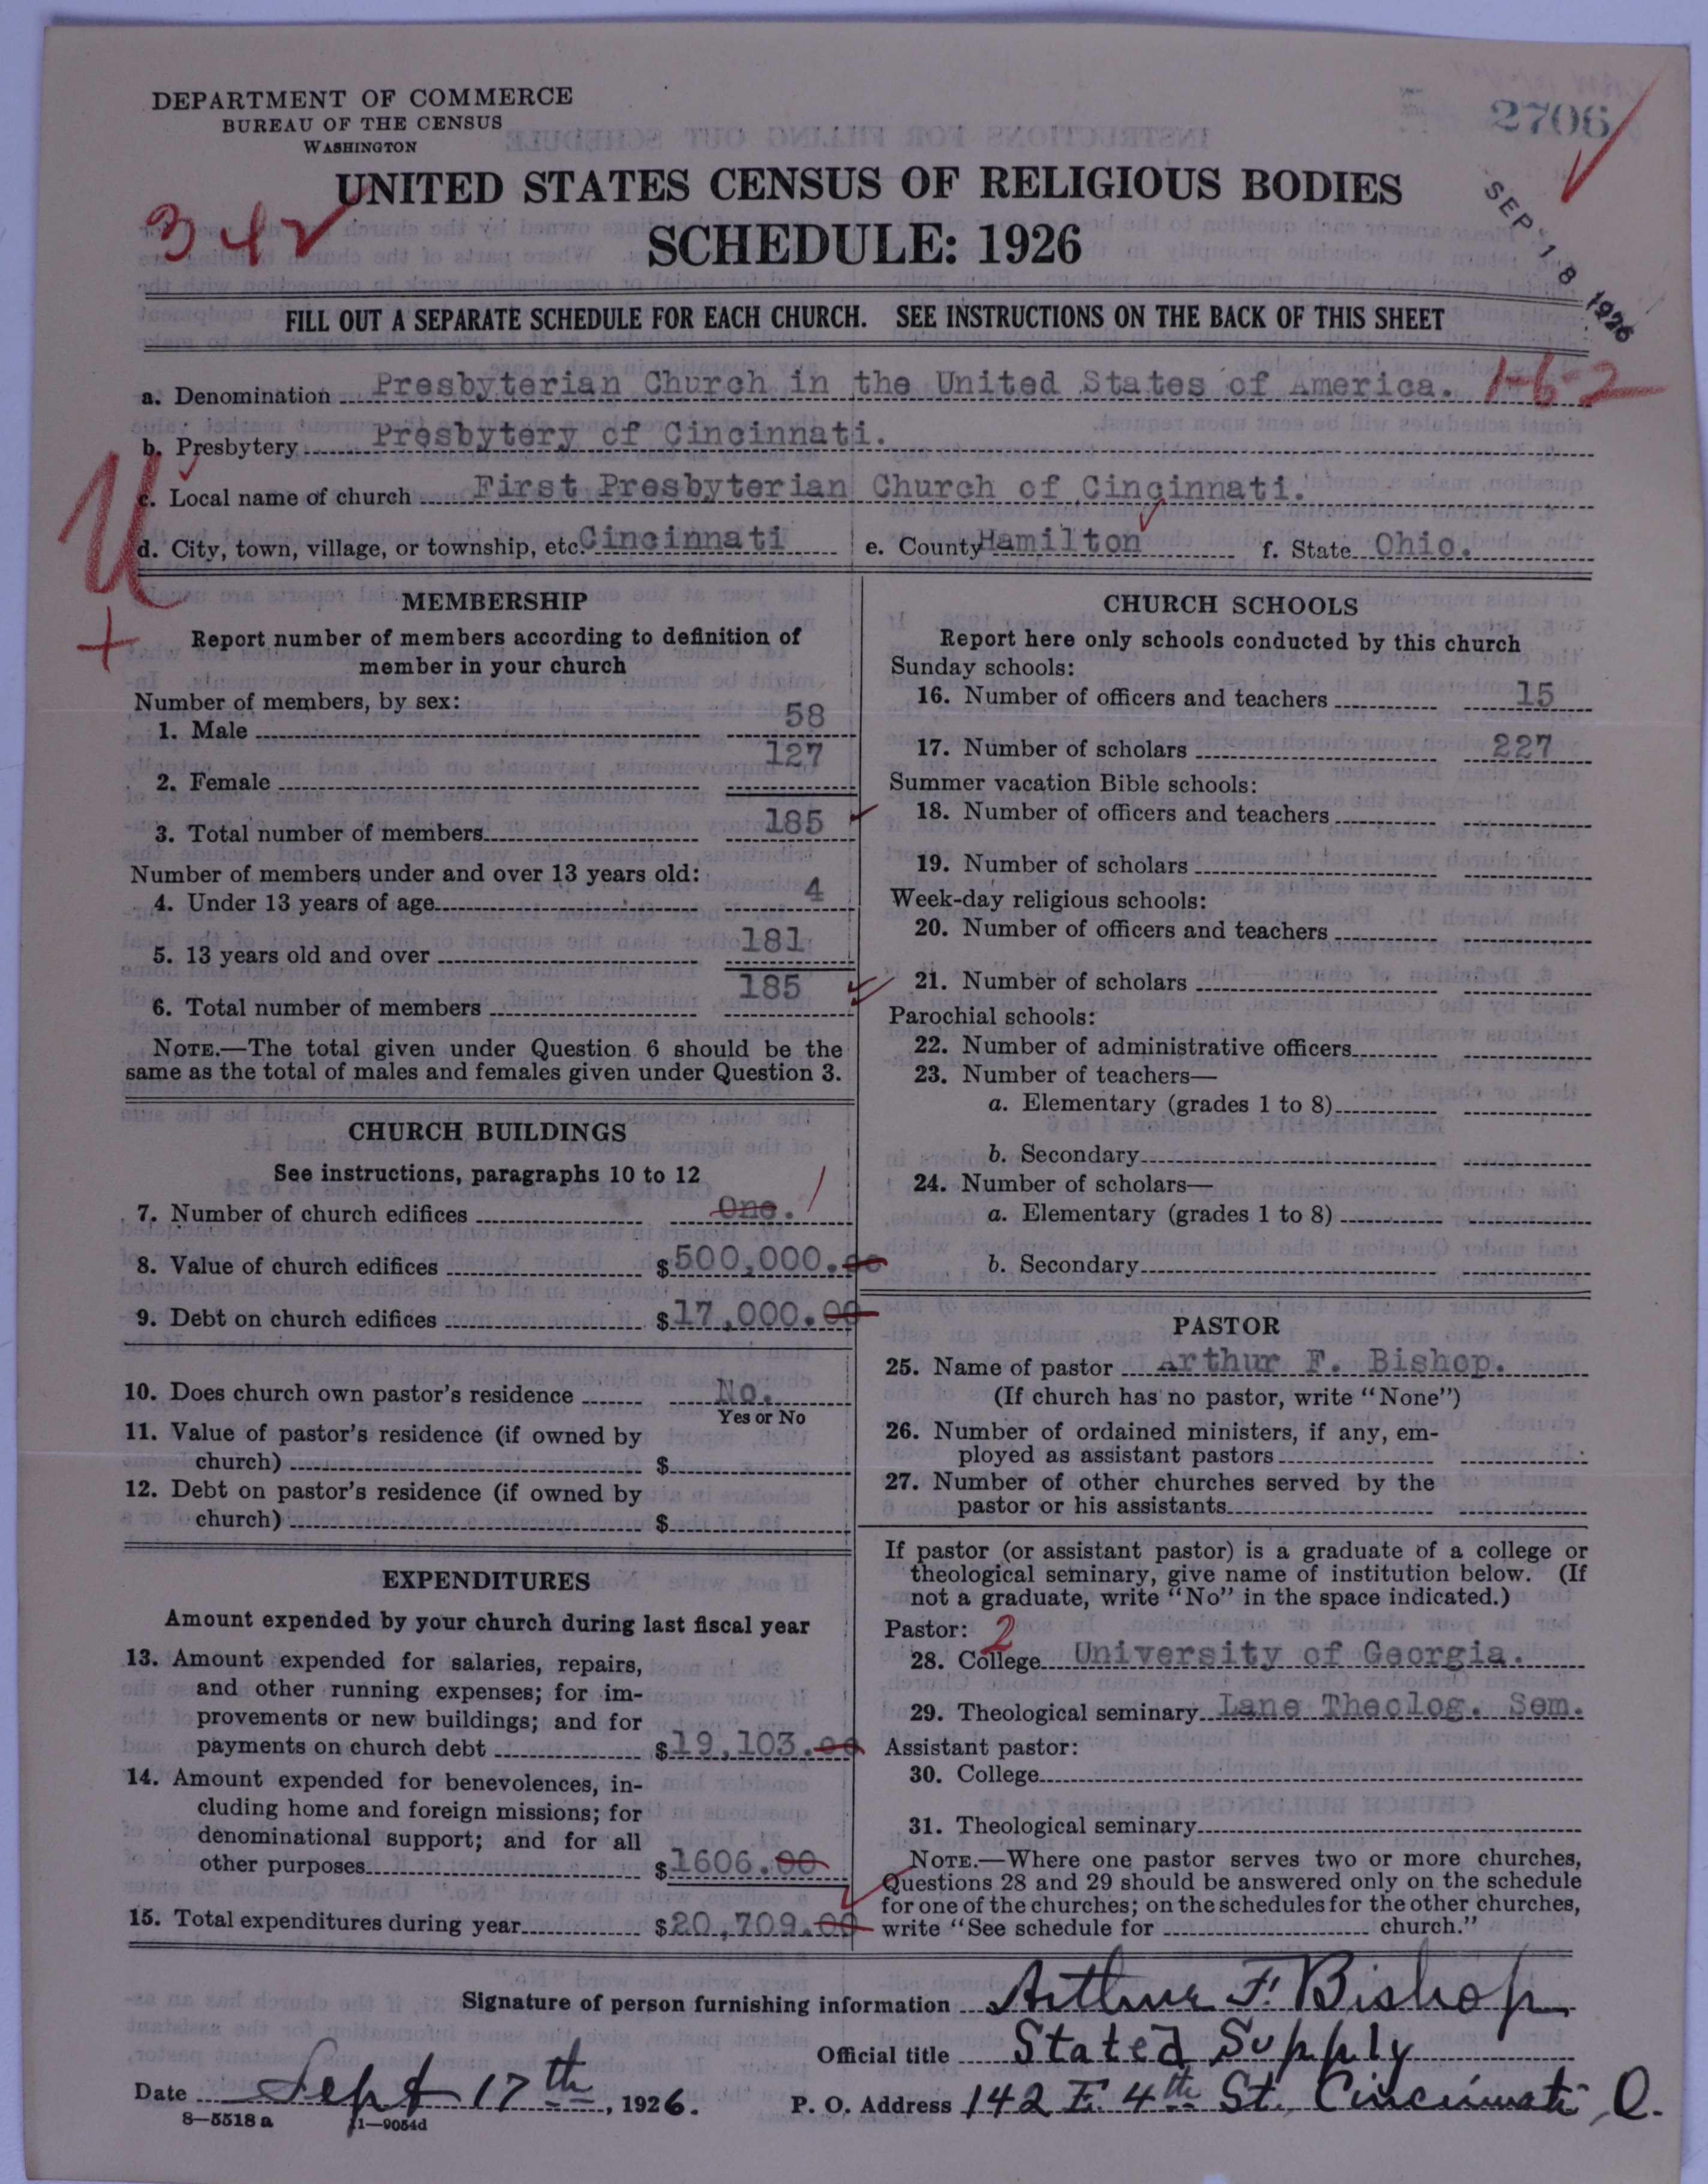 DEPARTMENT OF COMMERCE
BUREAU OF THE CENSUS
WASHINGTON
2706
SEP 18 1926
UNITED STATES CENSUS OF RELIGIOUS BODIES
SCHEDULE: 1926
342
FILL OUT A SEPARATE SCHEDULE FOR EACH CHURCH. SEE INSTRUCTIONS ON THE BACK OF THIS SHEET
a. Denomination Presbyterian Church in the United States of America. 1-6-2
b. Presbytery Presbytery of Cincinnati.
c. Local name of church First Presbyterian Church of Cincinnati.
d. City, town, village, or township, etc. Cincinnati e. County Hamilton f. State Ohio.
U
+
MEMBERSHIP
Report number of members according to definition of
member in your church
Number of members, by sex:
1. Male 58
2. Female 127
3. Total number of members 185
Number of members under and over 13 years old:
4. Under 13 years of age 4
5. 13 years old and over 181
6. Total number of members 185
NOTE.—The total given under Question 6 should be the
same as the total of males and females given under Question 3.
CHURCH BUILDINGS
See instructions, paragraphs 10 to 12
7. Number of church edifices One. 1
8. Value of church edifices $500,000.00
9. Debt on church edifices $17,000.00
10. Does church own pastor's residence No.
Yes or No
11. Value of pastor's residence (if owned by
church) $
12. Debt on pastor's residence (if owned by
church) $
EXPENDITURES
Amount expended by your church during last fiscal year
13. Amount expended for salaries, repairs,
and other running expenses; for im-
provements or new buildings; and for
payments on church debt $19,103.00
14. Amount expended for benevolences, in-
cluding home and foreign missions; for
denominational support; and for all
other purposes $1606.00
15. Total expenditures during year $20,709.00
CHURCH SCHOOLS
Report here only schools conducted by this church
Sunday schools:
16. Number of officers and teachers 15
17. Number of scholars 227
Summer vacation Bible schools:
18. Number of officers and teachers
19. Number of scholars
Week-day religious schools:
20. Number of officers and teachers
21. Number of scholars
Parochial schools:
22. Number of administrative officers
23. Number of teachers—
a. Elementary (grades 1 to 8)
b. Secondary
24. Number of scholars—
a. Elementary (grades 1 to 8)
b. Secondary
PASTOR
25. Name of pastor Arthur F. Bishop.
(If church has no pastor, write "None")
26. Number of ordained ministers, if any, em-
ployed as assistant pastors
27. Number of other churches served by the
pastor or his assistants
If pastor (or assistant pastor) is a graduate of a college or
theological seminary, give name of institution below. (If
not a graduate, write "No" in the space indicated.)
Pastor: 2
28. College University of Georgia.
29. Theological seminary Lane Theolog. Sem.
Assistant pastor:
30. College
31. Theological seminary
NOTE.—Where one pastor serves two or more churches,
Questions 28 and 29 should be answered only on the schedule
for one of the churches; on the schedules for the other churches,
write "See schedule for church."
Signature of person furnishing information Arthur F. Bishop
Official title Stated Supply
Date Sept 17th, 1926. P. O. Address 142 E. 4th St. Cincinnati, O.
8—5518 a 11—9054d